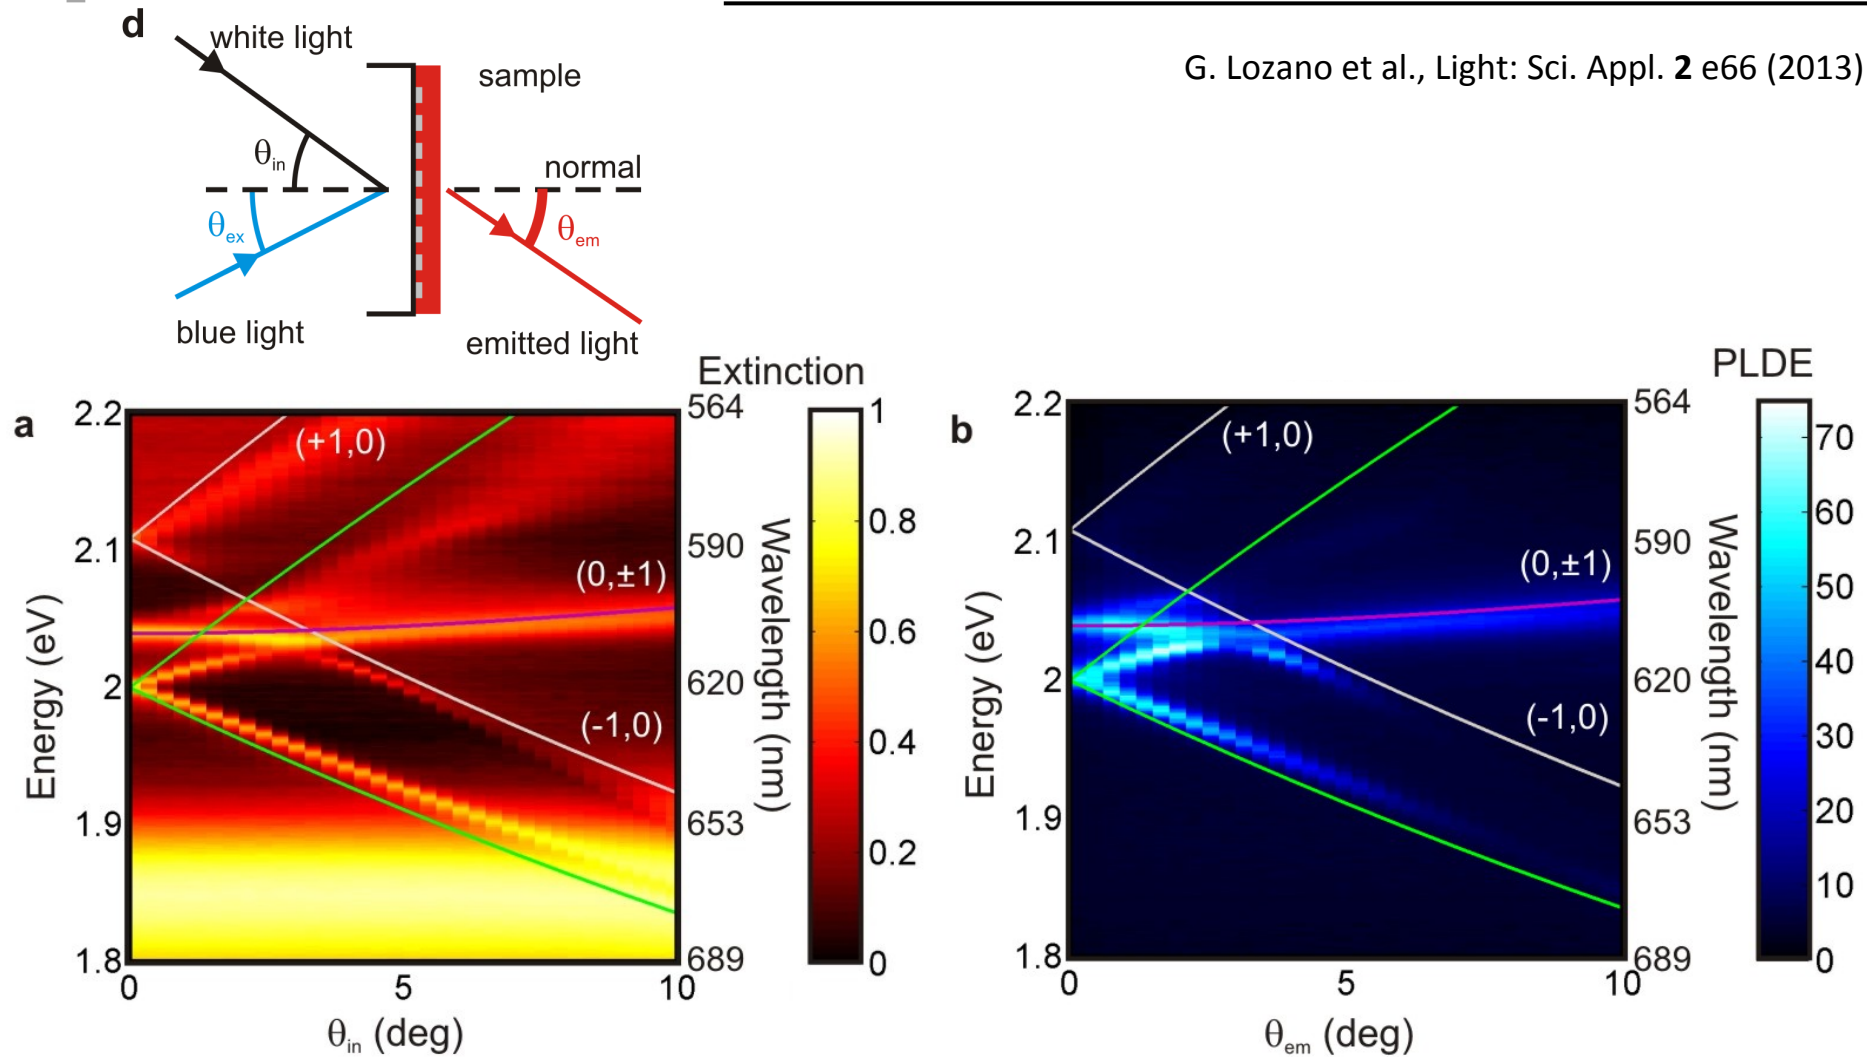 d
white light
sample
G. Lozano et al., Light: Sci. Appl. 2 e66 (2013)
θin
normal
θex
θem
blue light
emitted light
a
Extinction
2.2
2.1
2
1.9
1.8
Energy (eV)
(+1,0)
(0,±1)
(-1,0)
564
590
620
653
689
Wavelength (nm)
1
0.8
0.6
0.4
0.2
0
0
5
10
θin (deg)
b
PLDE
2.2
2.1
2
1.9
1.8
Energy (eV)
(+1,0)
(0,±1)
(-1,0)
564
590
620
653
689
Wavelength (nm)
70
60
50
40
30
20
10
0
0
5
10
θem (deg)